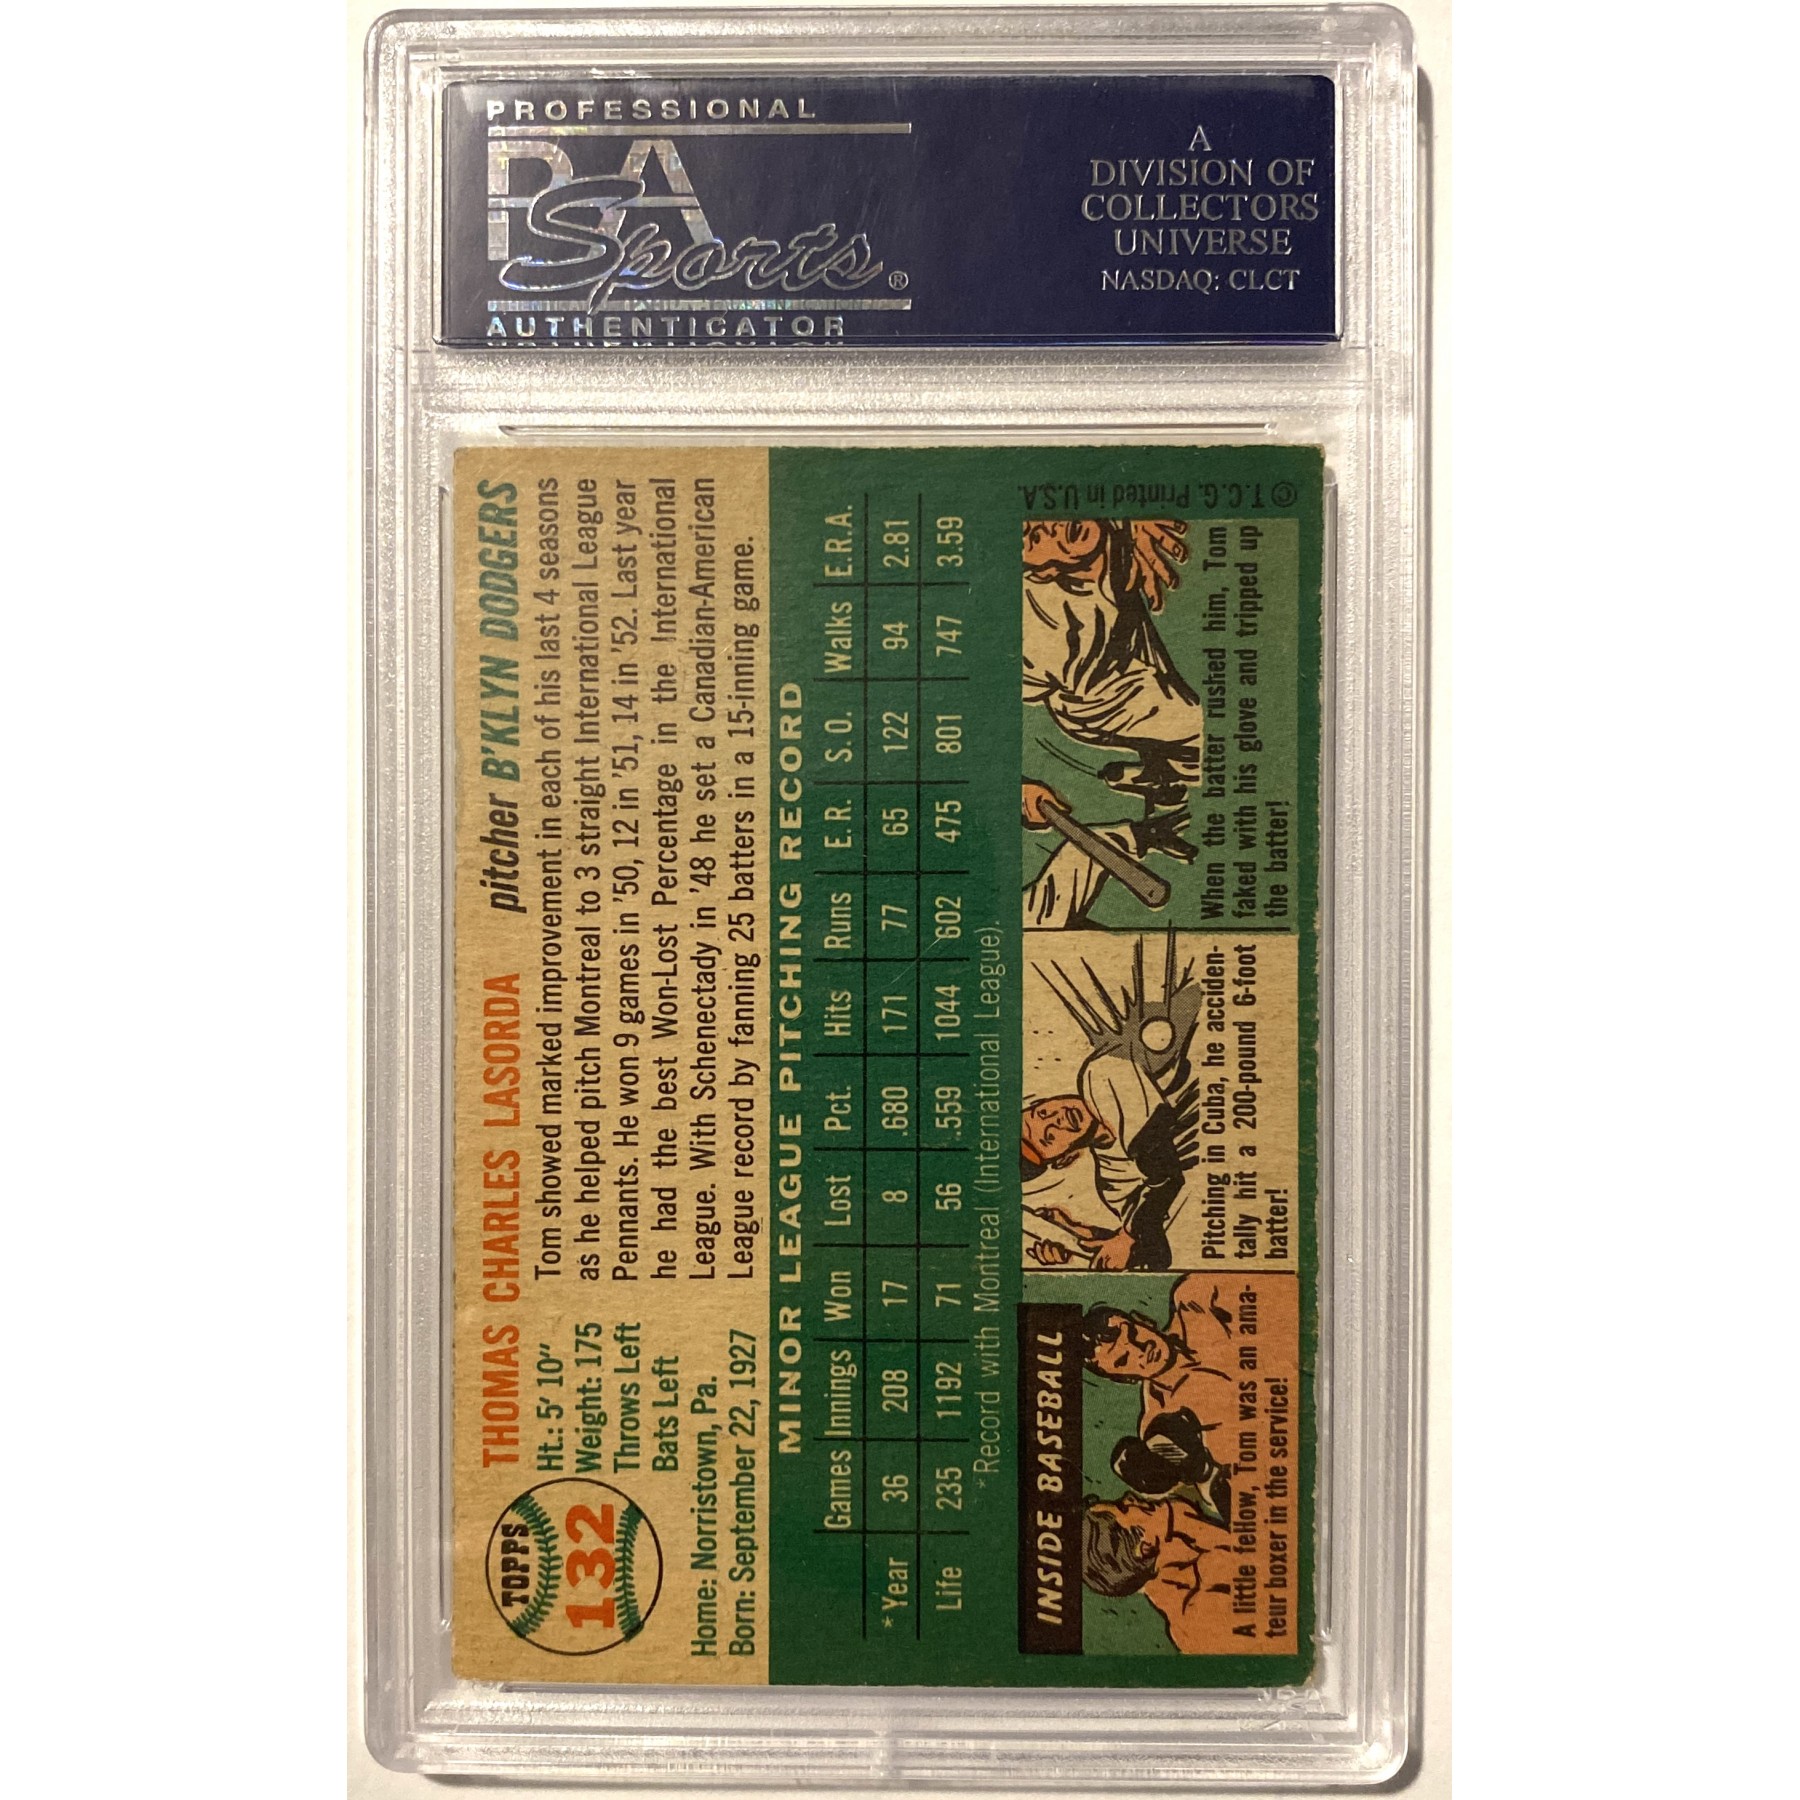 PROFESSIONAL
PSA
Sports®
AUTHENTICATOR
A
DIVISION OF
COLLECTORS
UNIVERSE
NASDAQ: CLCT
TOPPS
132
THOMAS CHARLES LASORDA pitcher B'KLYN DODGERS
Ht.: 5' 10"
Weight: 175
Throws Left
Bats Left
Home: Norristown, Pa.
Born: September 22, 1927
Tom showed marked improvement in each of his last 4 seasons
as he helped pitch Montreal to 3 straight International League
Pennants. He won 9 games in '50, 12 in '51, 14 in '52. Last year
he had the best Won-Lost Percentage in the International
League. With Schenectady in '48 he set a Canadian-American
League record by fanning 25 batters in a 15-inning game.
MINOR LEAGUE PITCHING RECORD
Games Innings Won Lost Pct. Hits Runs E.R. S.O. Walks E.R.A.
*Year 36 208 17 8 .680 171 77 65 122 94 2.81
Life 235 1192 71 56 .559 1044 602 475 801 747 3.59
*Record with Montreal (International League).
INSIDE BASEBALL
A little fellow, Tom was an ama-
teur boxer in the service!
Pitching in Cuba, he acciden-
tally hit a 200-pound 6-foot
batter!
When the batter rushed him, Tom
faked with his glove and tripped up
the batter!
© T.C.G. Printed in U.S.A.